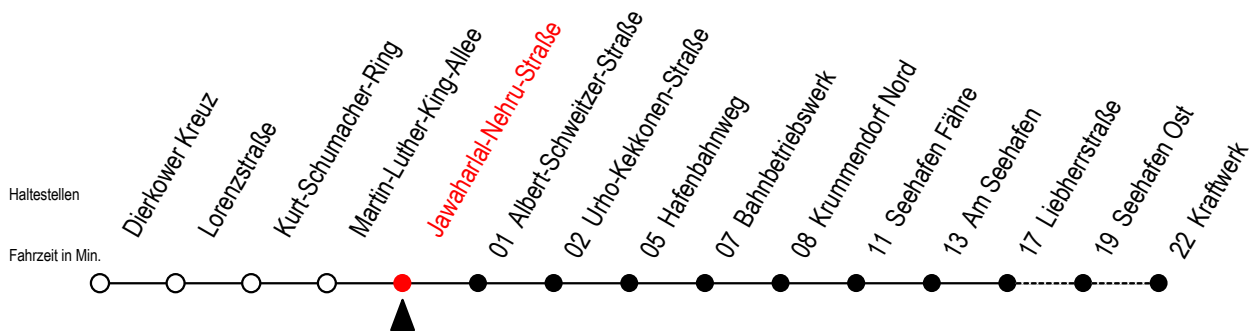 Haltestellen
Fahrzeit in Min.
Dierkower Kreuz
Lorenzstraße
Kurt-Schumacher-Ring
Martin-Luther-King-Allee
Jawaharlal-Nehru-Straße
01 Albert-Schweitzer-Straße
02 Urho-Kekkonen-Straße
05 Hafenbahnweg
07 Bahnbetriebswerk
08 Krummendorf Nord
11 Seehafen Fähre
13 Am Seehafen
17 Liebherrstraße
19 Seehafen Ost
22 Kraftwerk